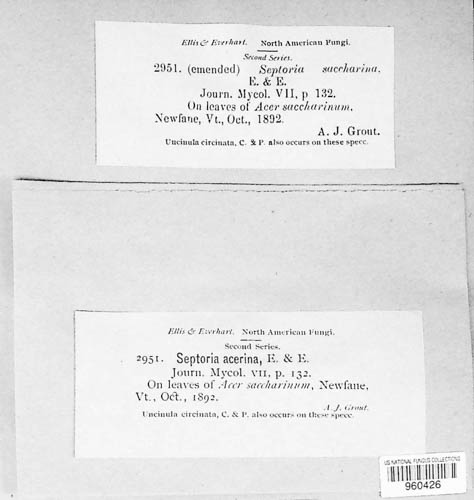 Ellis & Everhart. North American Fungi.
Second Series.
2951. (emended) Septoria saccharina,
E. & E.
Journ. Mycol. VII, p 132.
On leaves of Acer saccharinum,
Newfane, Vt., Oct., 1892.
A. J. Grout.
Uncinula circinata, C. & P. also occurs on these specc.
Ellis & Everhart. North American Fungi.
Second Series.
2951. Septoria acerina, E. & E.
Journ. Mycol. VII, p. 132.
On leaves of Acer saccharinum, Newfane,
Vt., Oct., 1892.
A. J. Grout.
Uncinula circinata, C. & P. also occurs on these specc.
US NATIONAL FUNGUS COLLECTIONS
960426